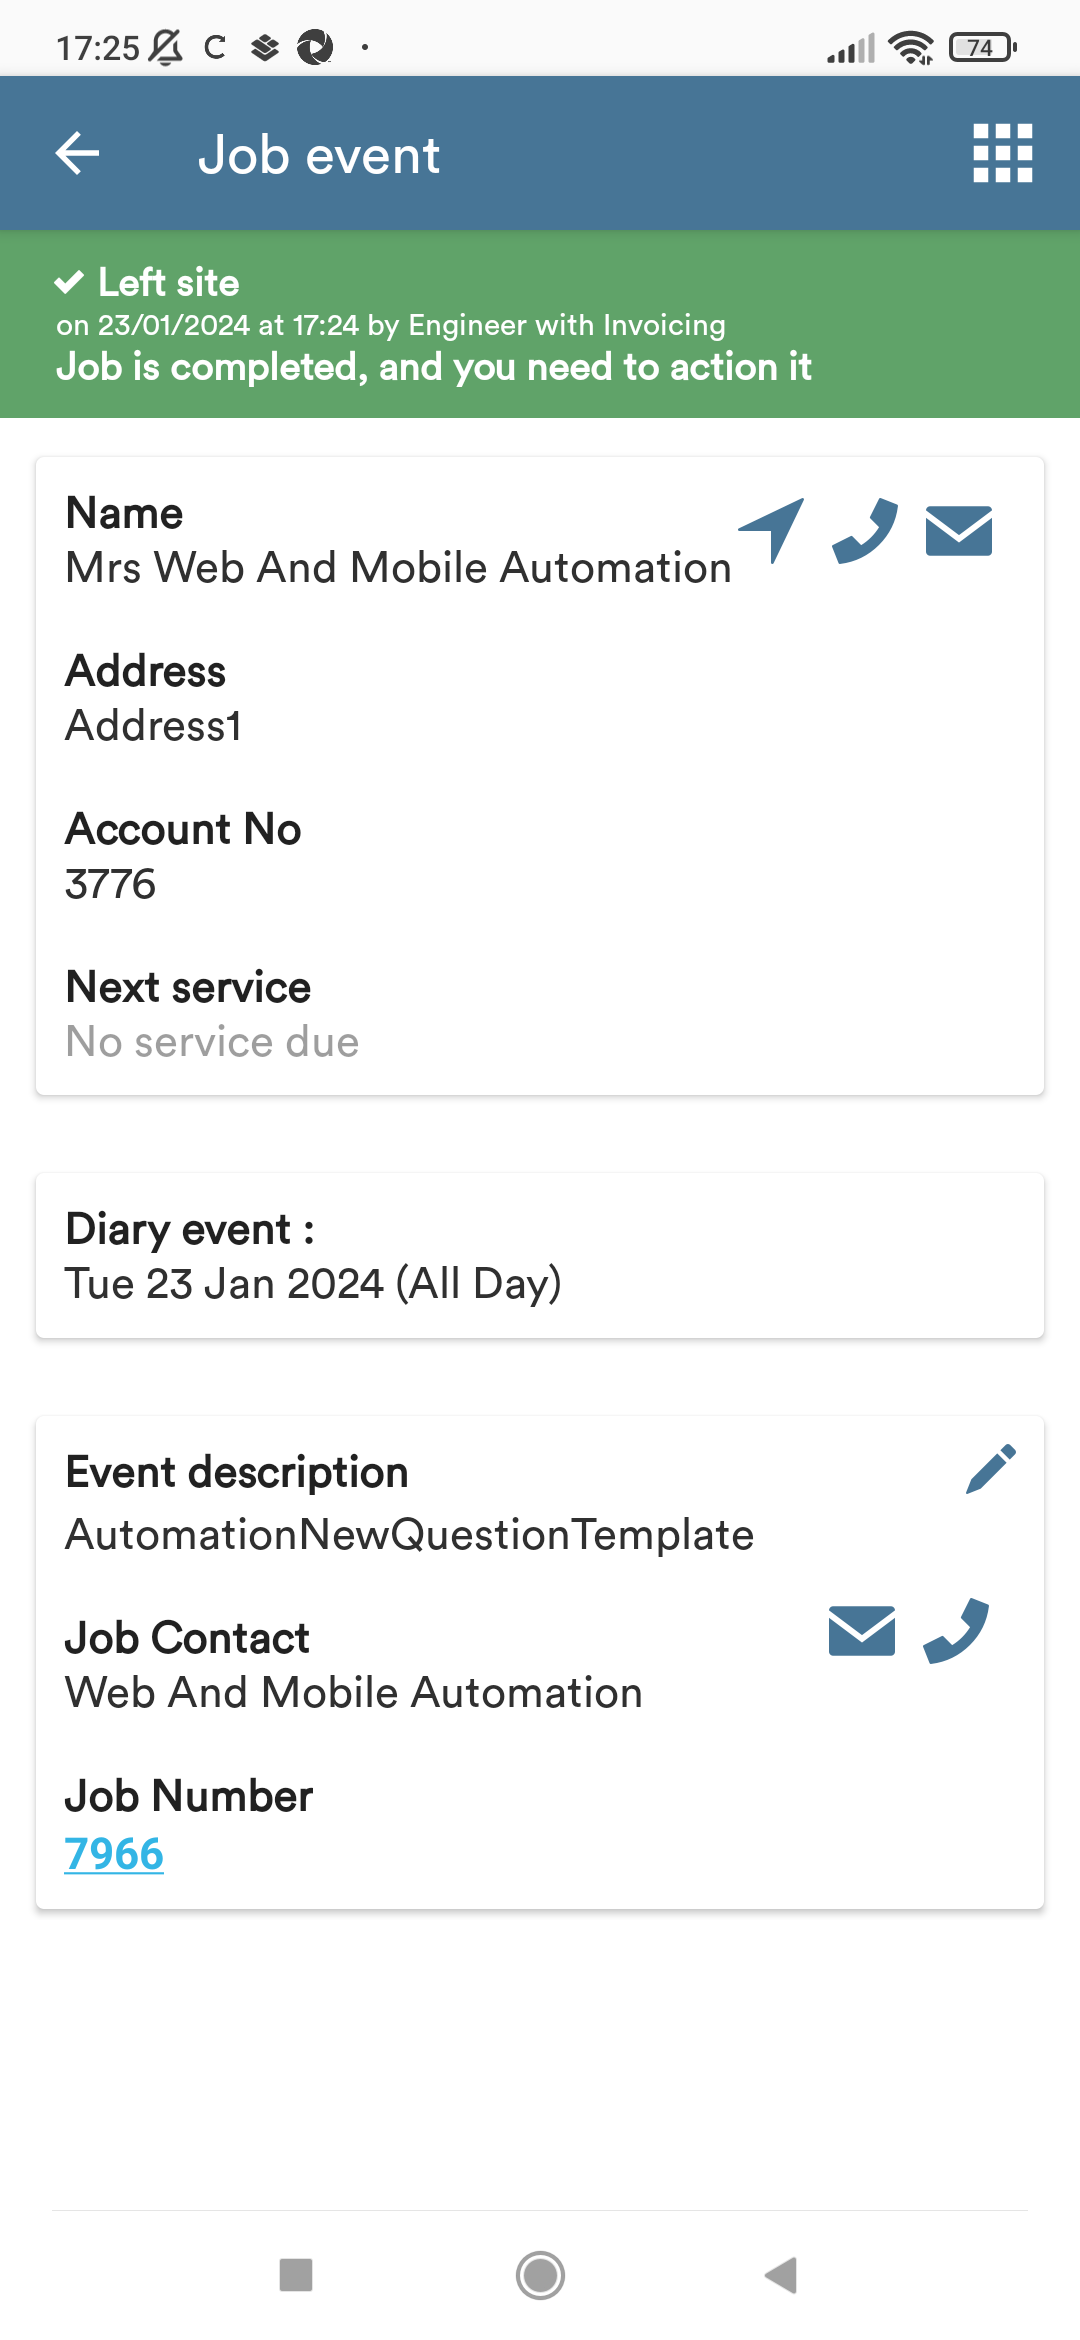 17:25
74
Job event
Left site
on 23/01/2024 at 17:24 by Engineer with Invoicing
Job is completed, and you need to action it
Name
Mrs Web And Mobile Automation
Address
Address1
Account No
3776
Next service
No service due
Diary event :
Tue 23 Jan 2024 (All Day)
Event description
AutomationNewQuestionTemplate
Job Contact
Web And Mobile Automation
Job Number
7966